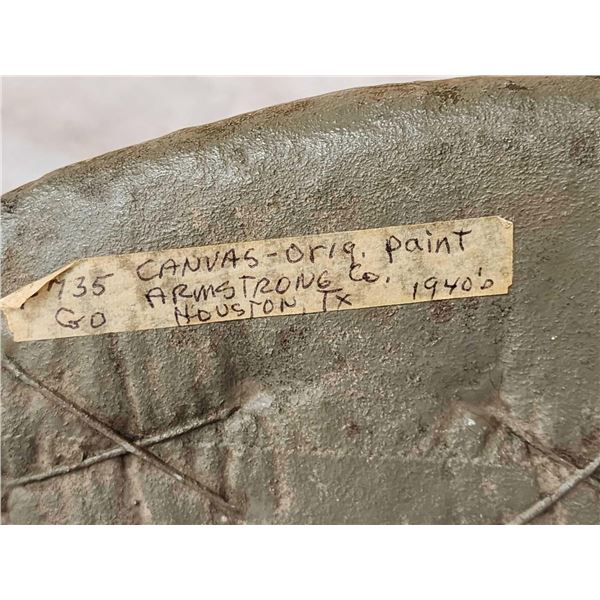 735 CANVAS - Orig. paint
GO ARMSTRONG Co. 1940's
HOUSTON, TX